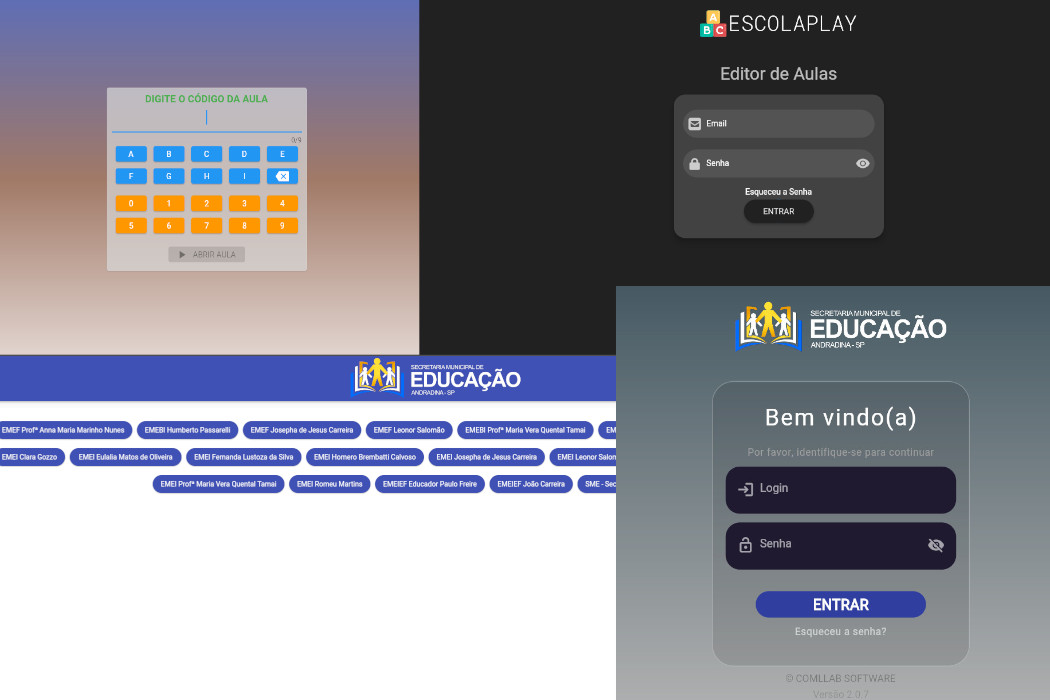 DIGITE O CÓDIGO DA AULA
0/9
A B C D E
F G H I
0 1 2 3 4
5 6 7 8 9
ABRIR AULA
ABC ESCOLAPLAY
Editor de Aulas
Email
Senha
Esqueceu a Senha
ENTRAR
SECRETARIA MUNICIPAL DE
EDUCAÇÃO
ANDRADINA - SP
EMEF Profª Anna Maria Marinho Nunes EMEBI Humberto Passarelli EMEF Josepha de Jesus Carreira EMEF Leonor Salomão EMEBI Profª Maria Vera Quental Tamai
EMEI Clara Gozzo EMEI Eulalia Matos de Oliveira EMEI Fernanda Lustoza da Silva EMEI Homero Brembatti Calvoso EMEI Josepha de Jesus Carreira EMEI Leonor Salom
EMEI Profª Maria Vera Quental Tamai EMEI Romeu Martins EMEIEF Educador Paulo Freire EMEIEF João Carreira SME - Sec
SECRETARIA MUNICIPAL DE
EDUCAÇÃO
ANDRADINA - SP
Bem vindo(a)
Por favor, identifique-se para continuar
Login
Senha
ENTRAR
Esqueceu a senha?
© COMLLAB SOFTWARE
Versão 2.0.7